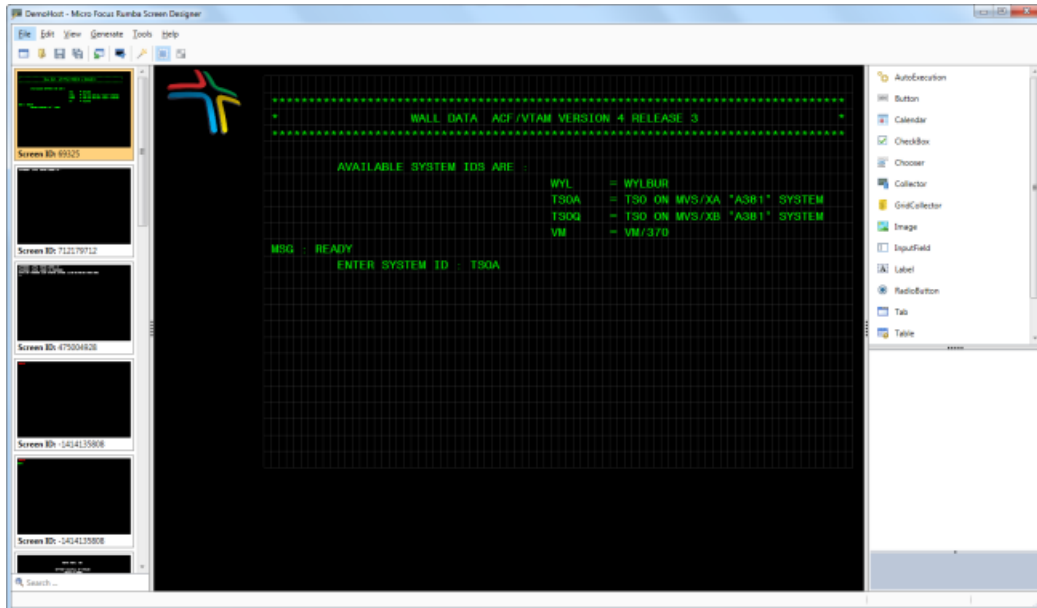 DemoHost - Micro Focus Rumba Screen Designer
File Edit View Generate Tools Help
Screen ID: 69325
Screen ID: 712179712
Screen ID: 475004928
Screen ID: -1414135808
Screen ID: -1414135808
Search ...
WALL DATA ACF/VTAM VERSION 4 RELEASE 3
AVAILABLE SYSTEM IDS ARE :
WYL = WYLBUR
TSOA = TSO ON MVS/XA "A381" SYSTEM
TSOQ = TSO ON MVS/XB "A381" SYSTEM
VM = VM/370
MSG : READY
ENTER SYSTEM ID : TSOA
AutoExecution
Button
Calendar
CheckBox
Chooser
Collector
GridCollector
Image
InputField
Label
RadioButton
Tab
Table